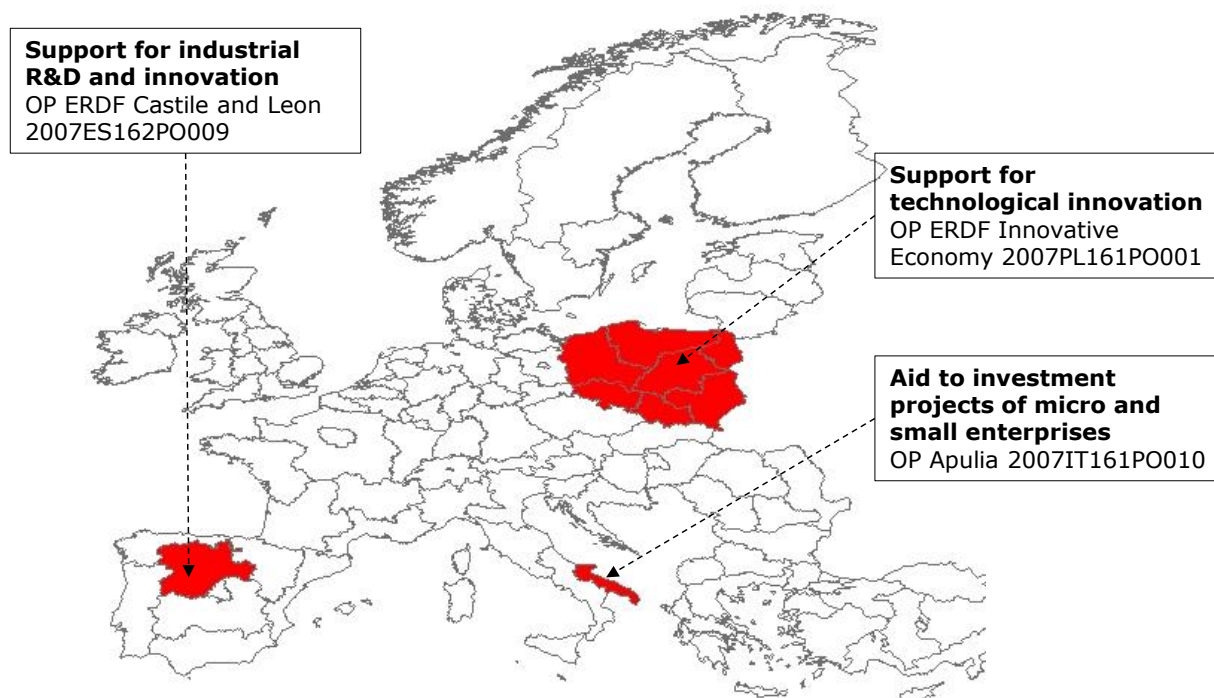 Support for industrial
R&D and innovation
OP ERDF Castile and Leon
2007ES162PO009
Support for
technological innovation
OP ERDF Innovative
Economy 2007PL161PO001
Aid to investment
projects of micro and
small enterprises
OP Apulia 2007IT161PO010